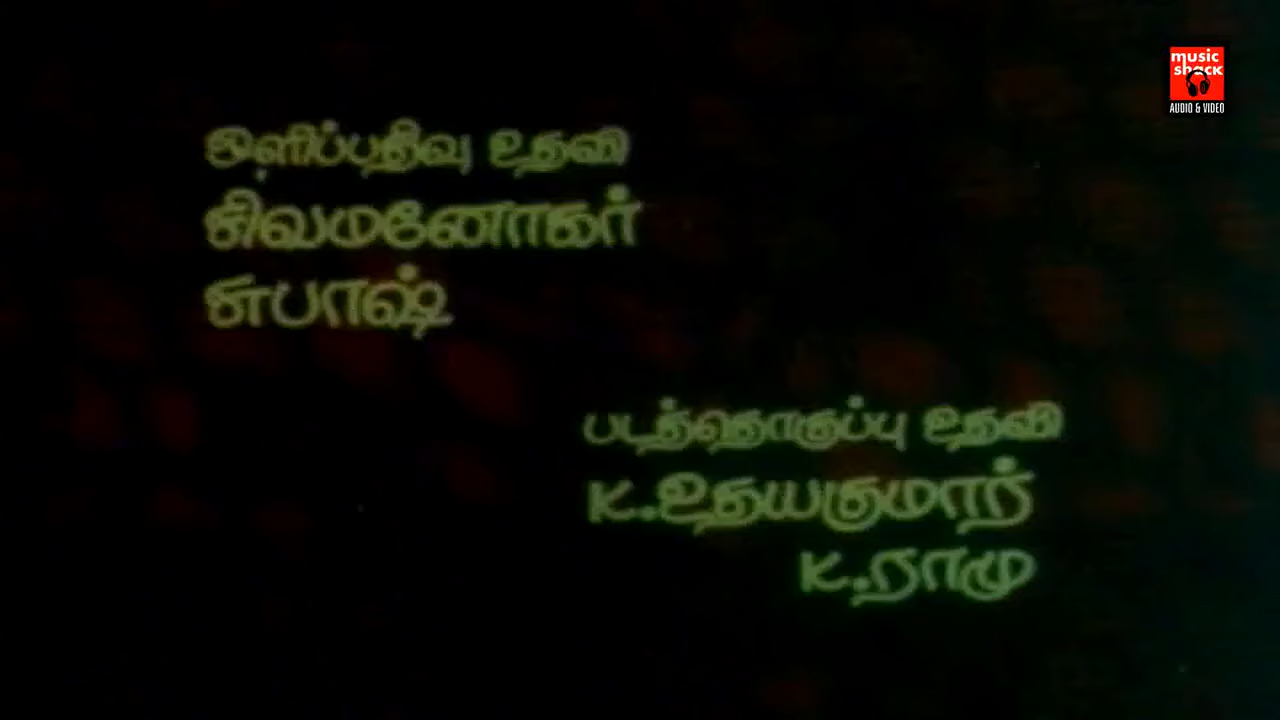 music
shack
AUDIO & VIDEO
ஒளிப்பதிவு உதவி
சிவமனோகர்
சுபாஷ்
படத்தொகுப்பு உதவி
K.உதயகுமார்
K.ராமு